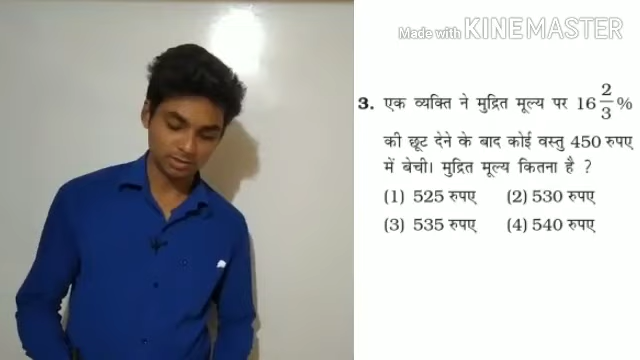 Made with KINEMASTER
3. एक व्यक्ति ने मुद्रित मूल्य पर 16 2/3 %
की छूट देने के बाद कोई वस्तु 450 रुपए
में बेची। मुद्रित मूल्य कितना है ?
(1) 525 रुपए (2) 530 रुपए
(3) 535 रुपए (4) 540 रुपए